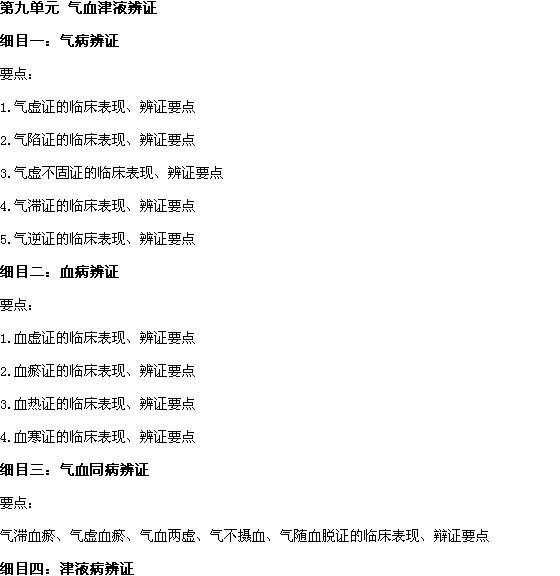 第九单元 气血津液辨证
细目一：气病辨证
要点：
1.气虚证的临床表现、辨证要点
2.气陷证的临床表现、辨证要点
3.气虚不固证的临床表现、辨证要点
4.气滞证的临床表现、辨证要点
5.气逆证的临床表现、辨证要点
细目二：血病辨证
要点：
1.血虚证的临床表现、辨证要点
2.血瘀证的临床表现、辨证要点
3.血热证的临床表现、辨证要点
4.血寒证的临床表现、辨证要点
细目三：气血同病辨证
要点：
气滞血瘀、气虚血瘀、气血两虚、气不摄血、气随血脱证的临床表现、辩证要点
细目四：津液病辨证